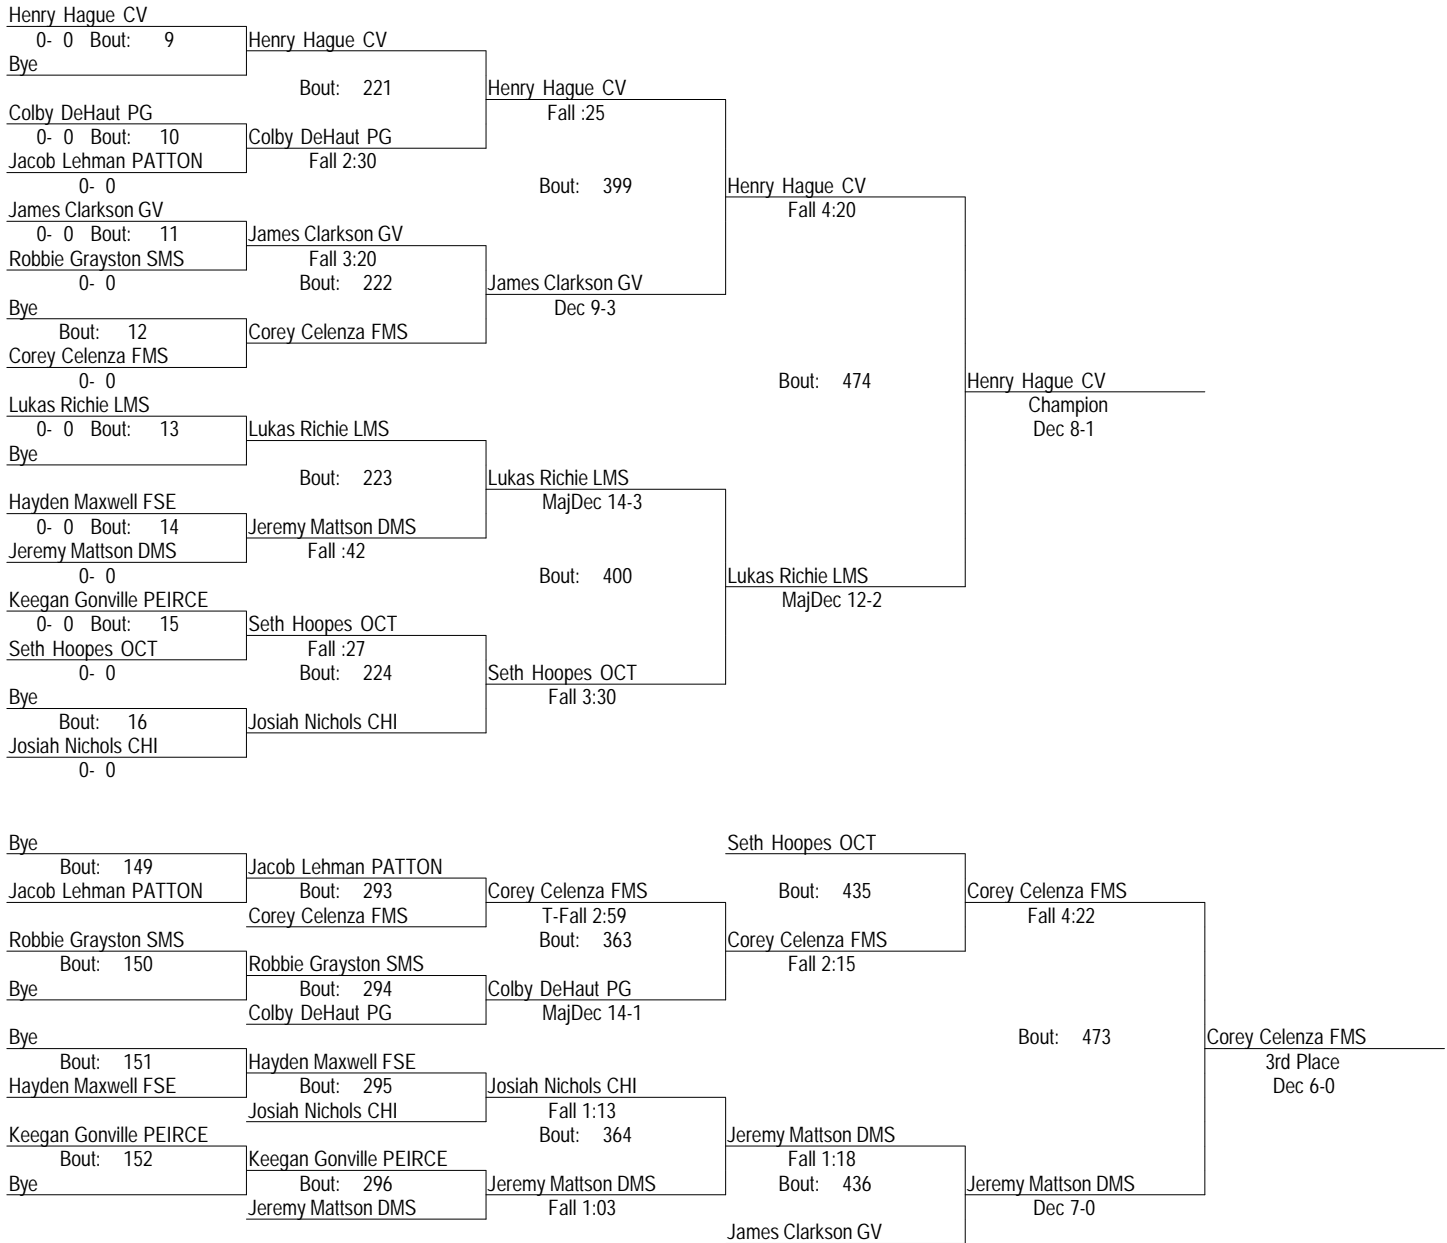 Henry Hague CV
0- 0 Bout: 9
Henry Hague CV
Bye
Bout: 221
Henry Hague CV
Fall :25
Colby DeHaut PG
0- 0 Bout: 10
Colby DeHaut PG
Jacob Lehman PATTON
Fall 2:30
0- 0
Bout: 399
Henry Hague CV
Fall 4:20
James Clarkson GV
0- 0 Bout: 11
James Clarkson GV
Robbie Grayston SMS
Fall 3:20
0- 0
Bout: 222
James Clarkson GV
Dec 9-3
Bye
Bout: 12
Corey Celenza FMS
Corey Celenza FMS
0- 0
Bout: 474
Henry Hague CV
Champion
Dec 8-1
Lukas Richie LMS
0- 0 Bout: 13
Lukas Richie LMS
Bye
Bout: 223
Lukas Richie LMS
MajDec 14-3
Hayden Maxwell FSE
0- 0 Bout: 14
Jeremy Mattson DMS
Jeremy Mattson DMS
Fall :42
0- 0
Bout: 400
Lukas Richie LMS
MajDec 12-2
Keegan Gonville PEIRCE
0- 0 Bout: 15
Seth Hoopes OCT
Seth Hoopes OCT
Fall :27
0- 0
Bout: 224
Seth Hoopes OCT
Fall 3:30
Bye
Bout: 16
Josiah Nichols CHI
Josiah Nichols CHI
0- 0
Bye
Seth Hoopes OCT
Bout: 149
Jacob Lehman PATTON
Jacob Lehman PATTON
Bout: 293
Corey Celenza FMS
Bout: 435
Corey Celenza FMS
Corey Celenza FMS
T-Fall 2:59
Fall 4:22
Robbie Grayston SMS
Bout: 363
Corey Celenza FMS
Bout: 150
Robbie Grayston SMS
Fall 2:15
Bye
Bout: 294
Colby DeHaut PG
Colby DeHaut PG
MajDec 14-1
Bye
Bout: 473
Corey Celenza FMS
Bout: 151
Hayden Maxwell FSE
3rd Place
Hayden Maxwell FSE
Bout: 295
Josiah Nichols CHI
Dec 6-0
Josiah Nichols CHI
Fall 1:13
Keegan Gonville PEIRCE
Bout: 364
Jeremy Mattson DMS
Bout: 152
Keegan Gonville PEIRCE
Fall 1:18
Bye
Bout: 296
Jeremy Mattson DMS
Bout: 436
Jeremy Mattson DMS
Jeremy Mattson DMS
Fall 1:03
Dec 7-0
James Clarkson GV